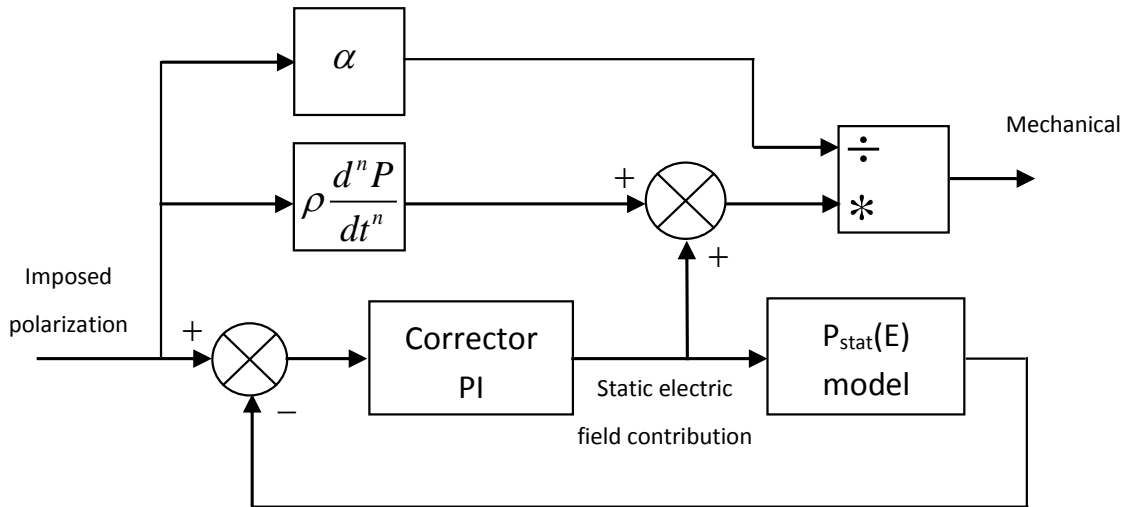 α
Mechanical
÷
*
ρ dⁿP/dtⁿ
+
+
Imposed
polarization
+
−
Corrector
PI
Static electric
field contribution
Pstat(E)
model